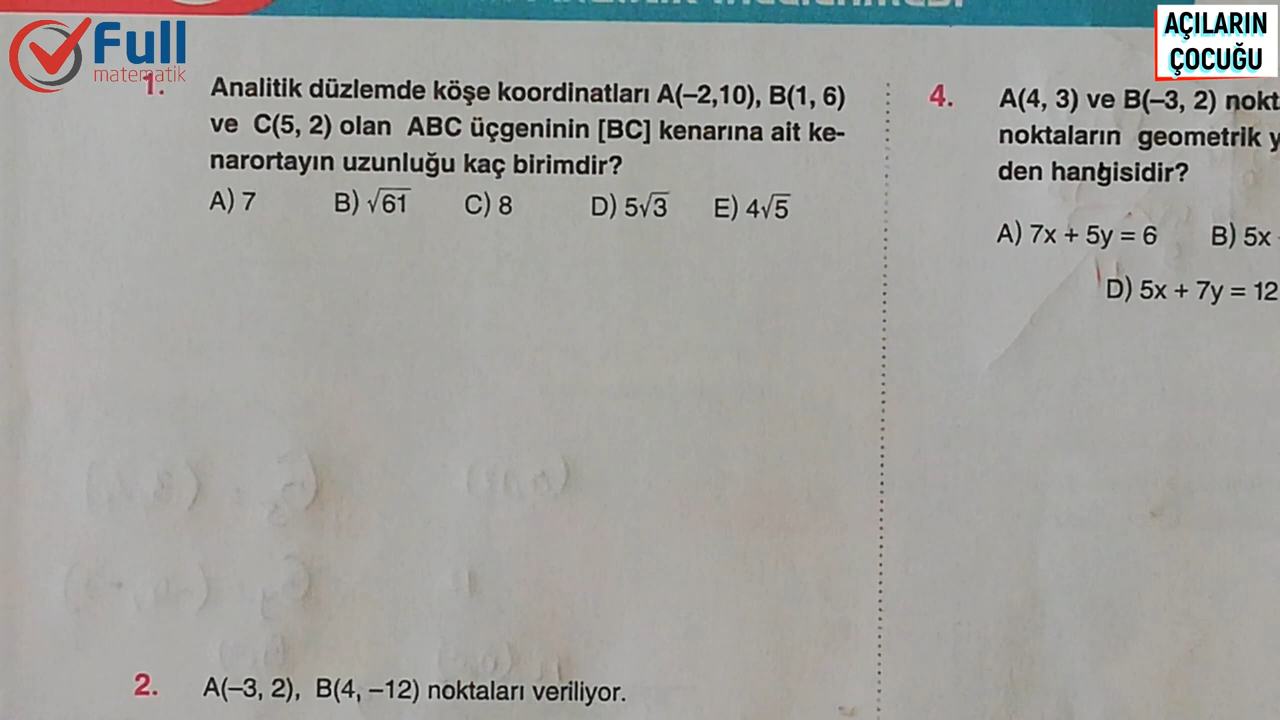 Full
matematik
AÇILARIN
ÇOCUĞU
1. Analitik düzlemde köşe koordinatları A(–2,10), B(1, 6)
ve C(5, 2) olan ABC üçgeninin [BC] kenarına ait ke-
narortayın uzunluğu kaç birimdir?
A) 7 B) √61 C) 8 D) 5√3 E) 4√5
2. A(–3, 2), B(4, –12) noktaları veriliyor.
4. A(4, 3) ve B(–3, 2) nokt
noktaların geometrik y
den hangisidir?
A) 7x + 5y = 6 B) 5x
D) 5x + 7y = 12